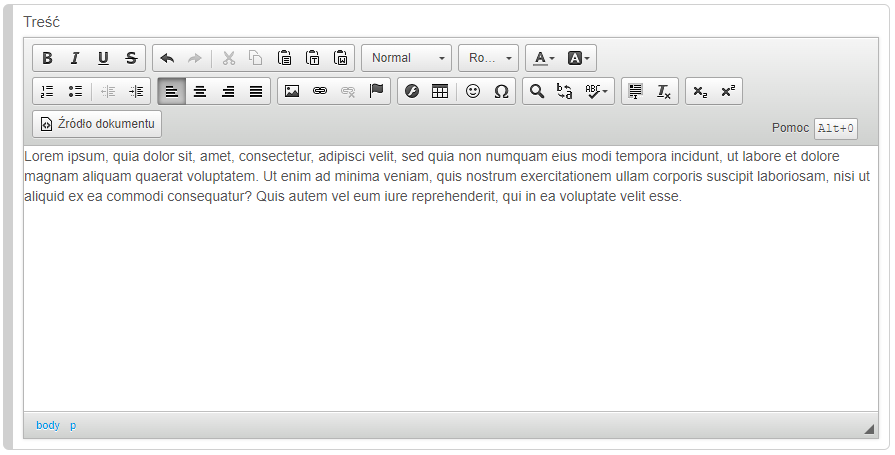 Treść
B I U S Normal Ro... A A
ABC
Źródło dokumentu
Pomoc Alt+0
Lorem ipsum, quia dolor sit, amet, consectetur, adipisci velit, sed quia non numquam eius modi tempora incidunt, ut labore et dolore
magnam aliquam quaerat voluptatem. Ut enim ad minima veniam, quis nostrum exercitationem ullam corporis suscipit laboriosam, nisi ut
aliquid ex ea commodi consequatur? Quis autem vel eum iure reprehenderit, qui in ea voluptate velit esse.
body p